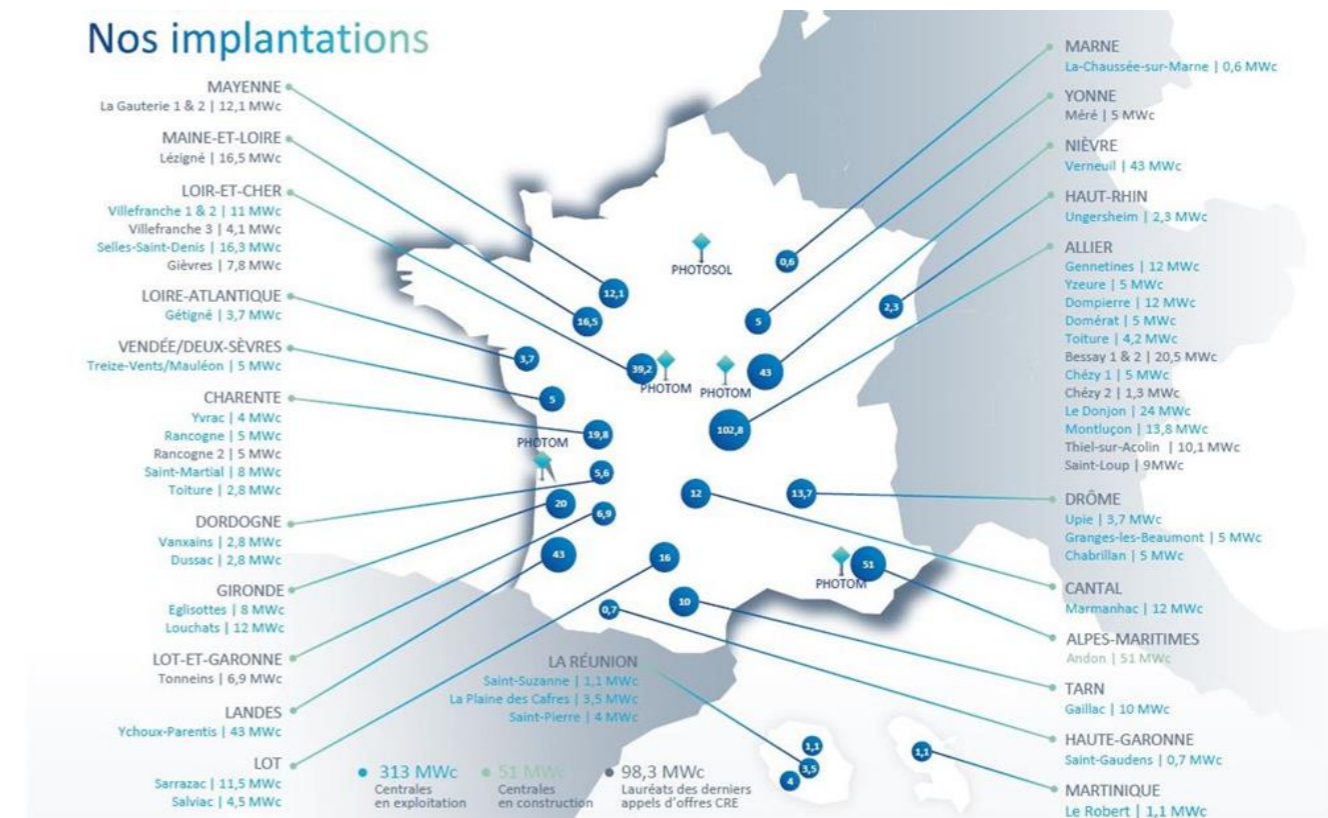 Nos implantations
MAYENNE
La Gauterie 1 & 2 | 12,1 MWc
MAINE-ET-LOIRE
Lézigné | 16,5 MWc
LOIR-ET-CHER
Villefranche 1 & 2 | 11 MWc
Villefranche 3 | 4,1 MWc
Selles-Saint-Denis | 16,3 MWc
Gièvres | 7,8 MWc
LOIRE-ATLANTIQUE
Gétigné | 3,7 MWc
VENDÉE/DEUX-SÈVRES
Treize-Vents/Mauléon | 5 MWc
CHARENTE
Yvrac | 4 MWc
Rancogne | 5 MWc
Rancogne 2 | 5 MWc
Saint-Martial | 8 MWc
Toiture | 2,8 MWc
DORDOGNE
Vanxains | 2,8 MWc
Dussac | 2,8 MWc
GIRONDE
Eglisottes | 8 MWc
Louchats | 12 MWc
LOT-ET-GARONNE
Tonneins | 6,9 MWc
LANDES
Ychoux-Parentis | 43 MWc
LOT
Sarrazac | 11,5 MWc
Salviac | 4,5 MWc
PHOTOSOL
0,6
12,1
2,3
16,5
5
3,7
39,2
PHOTOM
PHOTOM
43
5
19,8
102,8
PHOTOM
5,6
20
12
13,7
6,9
43
16
PHOTOM
51
0,7
10
LA RÉUNION
Saint-Suzanne | 1,1 MWc
La Plaine des Cafres | 3,5 MWc
Saint-Pierre | 4 MWc
1,1
3,5
4
1,1
313 MWc
Centrales
en exploitation
51 MWc
Centrales
en construction
98,3 MWc
Lauréats des derniers
appels d'offres CRE
MARNE
La-Chaussée-sur-Marne | 0,6 MWc
YONNE
Méré | 5 MWc
NIÈVRE
Verneuil | 43 MWc
HAUT-RHIN
Ungersheim | 2,3 MWc
ALLIER
Gennetines | 12 MWc
Yzeure | 5 MWc
Dompierre | 12 MWc
Domérat | 5 MWc
Toiture | 4,2 MWc
Bessay 1 & 2 | 20,5 MWc
Chézy 1 | 5 MWc
Chézy 2 | 1,3 MWc
Le Donjon | 24 MWc
Montluçon | 13,8 MWc
Thiel-sur-Acolin | 10,1 MWc
Saint-Loup | 9MWc
DRÔME
Upie | 3,7 MWc
Granges-les-Beaumont | 5 MWc
Chabrillan | 5 MWc
CANTAL
Marmanhac | 12 MWc
ALPES-MARITIMES
Andon | 51 MWc
TARN
Gaillac | 10 MWc
HAUTE-GARONNE
Saint-Gaudens | 0,7 MWc
MARTINIQUE
Le Robert | 1,1 MWc